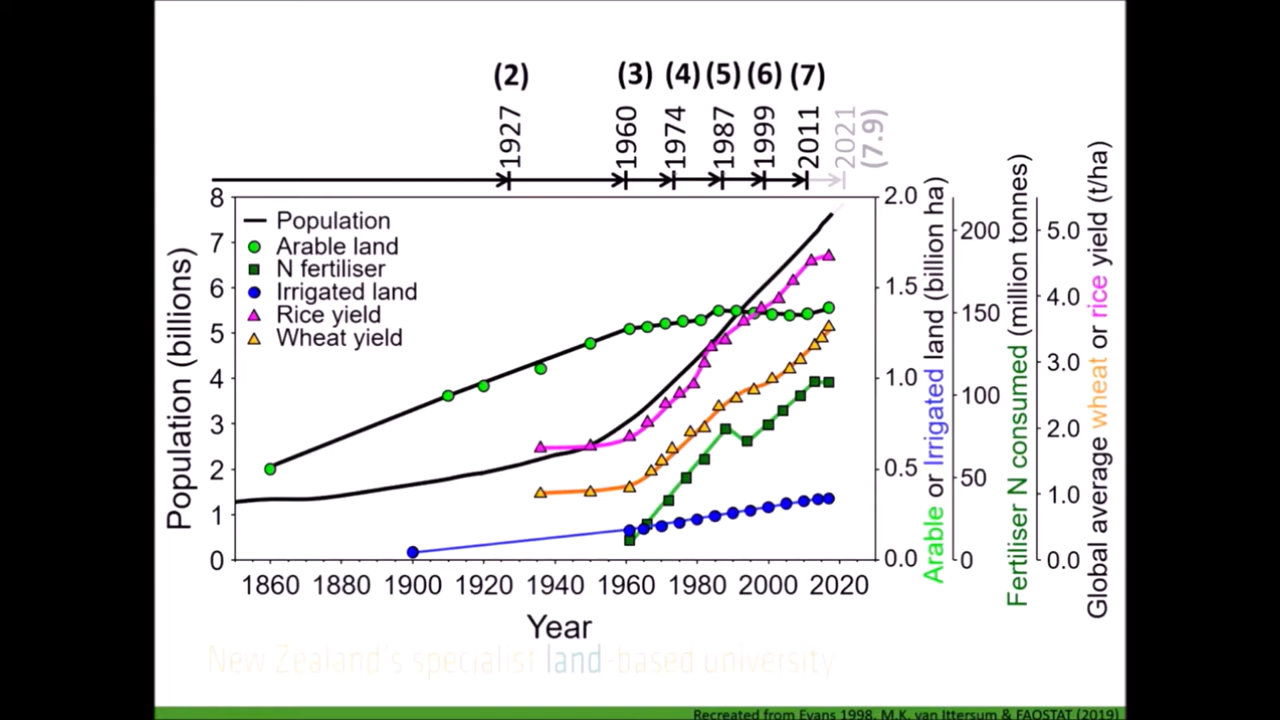 (2) (3) (4) (5) (6) (7)
1927 1960 1974 1987 1999 2011 2021
(7.9)
Population
Arable land
N fertiliser
Irrigated land
Rice yield
Wheat yield
Population (billions)
8
7
6
5
4
3
2
1
0
1860 1880 1900 1920 1940 1960 1980 2000 2020
Year
2.0
1.5
1.0
0.5
0.0
Arable or Irrigated land (billion ha)
200
150
100
50
0
Fertiliser N consumed (million tonnes)
5.0
4.0
3.0
2.0
1.0
0.0
Global average wheat or rice yield (t/ha)
New Zealand's specialist land-based university
Recreated from Evans 1998, M.K. van Ittersum & FAOSTAT (2019)